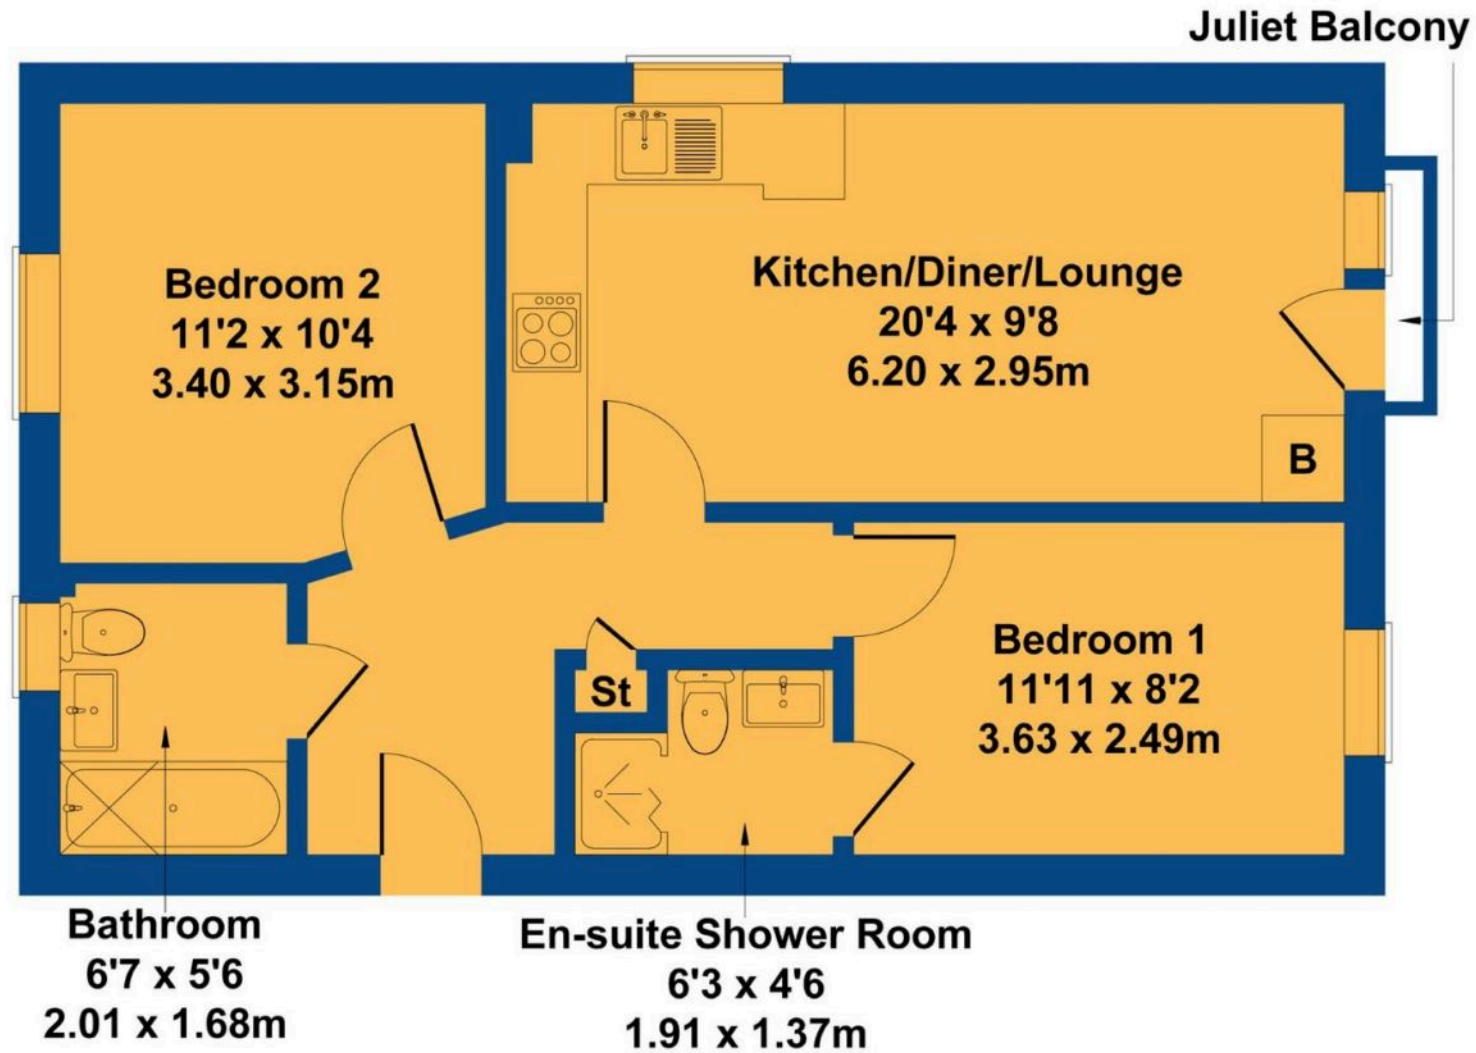 Juliet Balcony
Bedroom 2
11'2 x 10'4
3.40 x 3.15m
Kitchen/Diner/Lounge
20'4 x 9'8
6.20 x 2.95m
B
Bedroom 1
11'11 x 8'2
3.63 x 2.49m
St
Bathroom
6'7 x 5'6
2.01 x 1.68m
En-suite Shower Room
6'3 x 4'6
1.91 x 1.37m